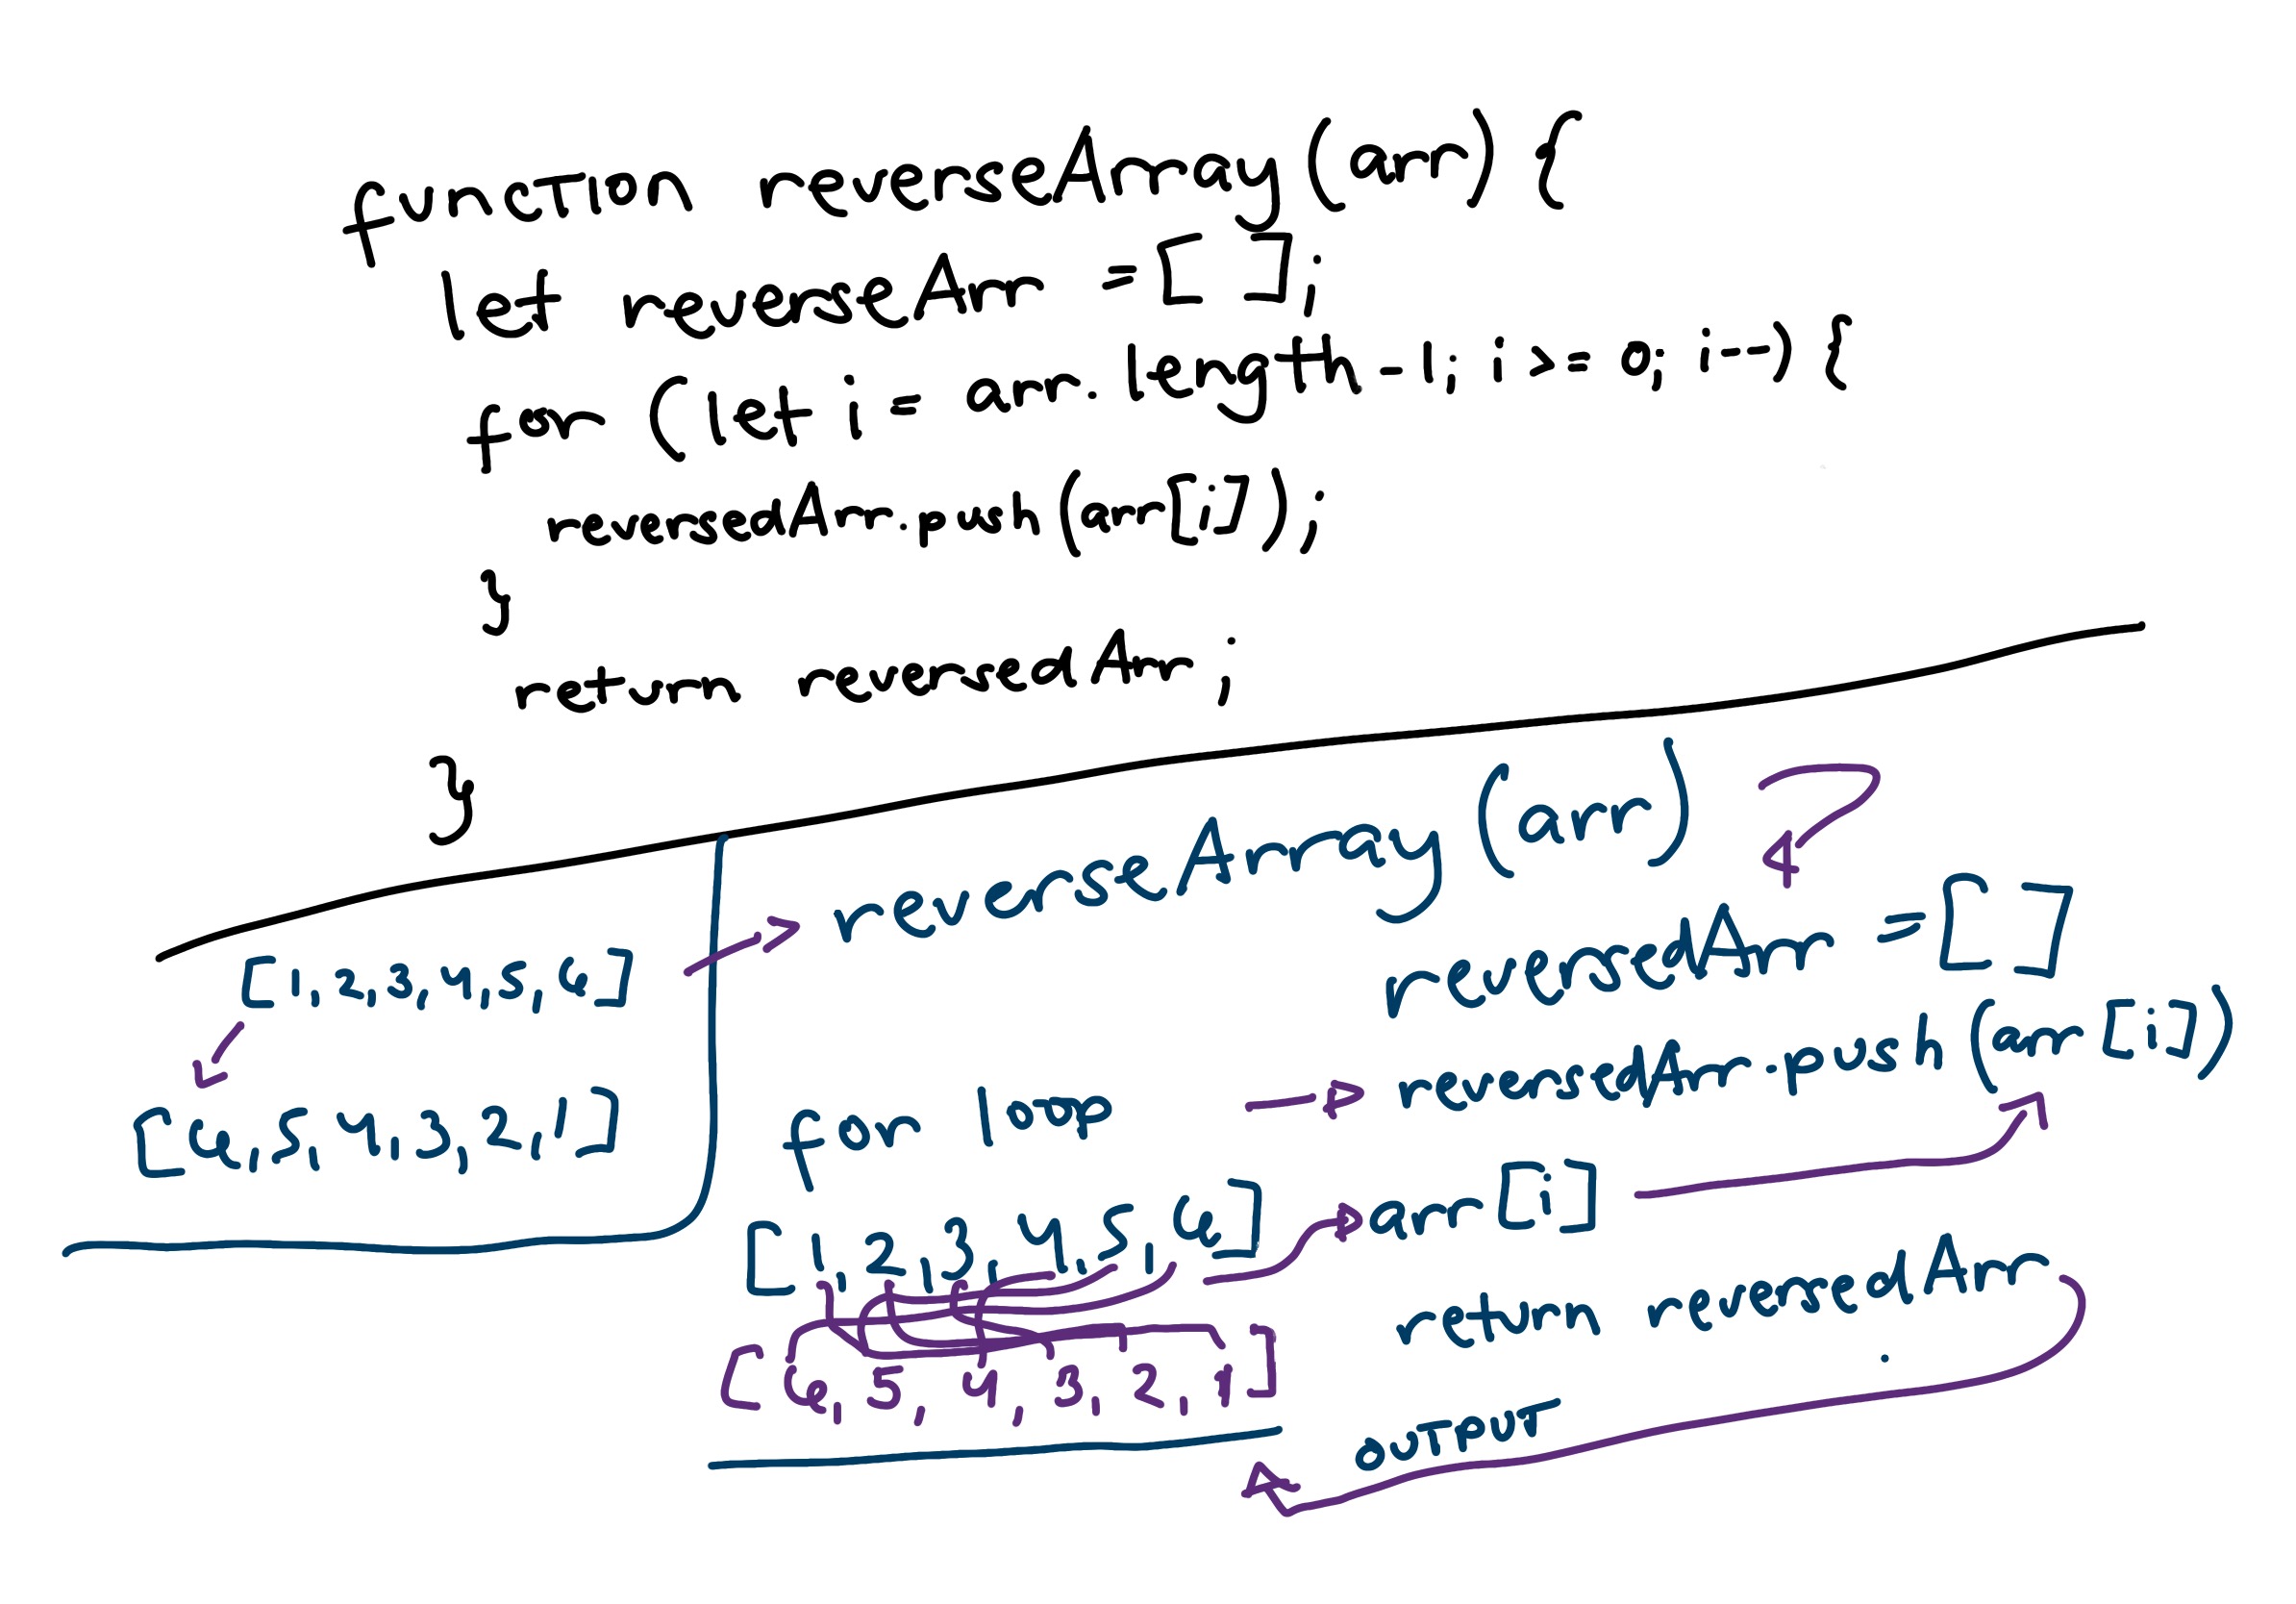 function reverseArray(arr) {
let reverseArr = [ ];
for (let i = arr.length-1; i >= 0; i--) {
reversedArr.push(arr[i]);
}
return reversedArr;
}
[1,2,3,4,5,6]
[6,5,4,3,2,1]
reverseArray(arr)
reversedArr = [ ]
for loop
reversedArr.push(arr[i])
[1,2,3,4,5,6]
arr[i]
[6,5,4,3,2,1]
return reversedArr
OUTPUT